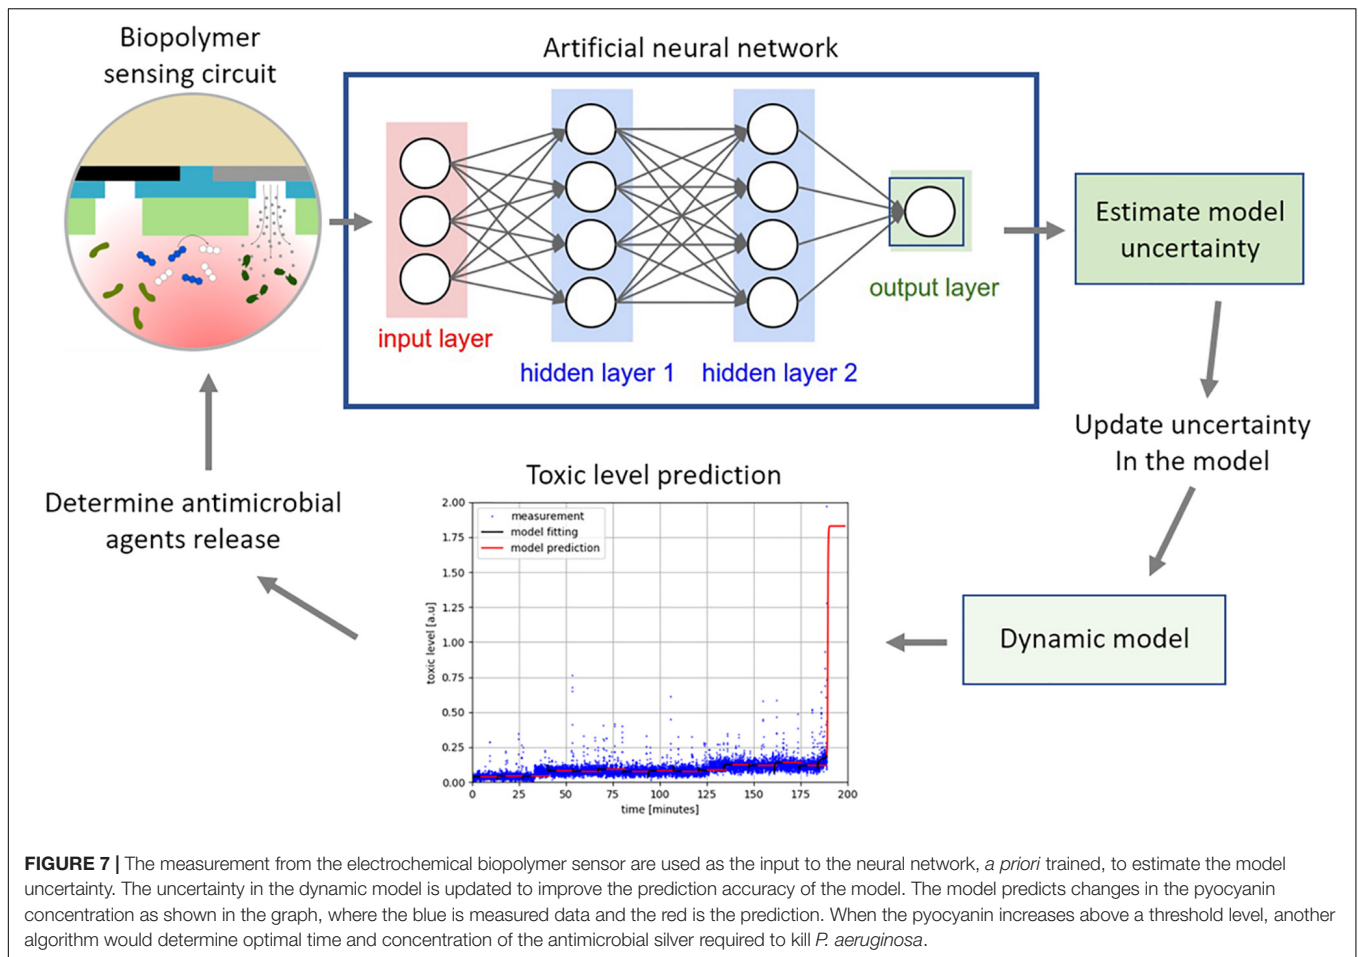 Biopolymer
sensing circuit
Artificial neural network
input layer
hidden layer 1
hidden layer 2
output layer
Estimate model
uncertainty
Update uncertainty
In the model
Dynamic model
Toxic level prediction
measurement
model fitting
model prediction
toxic level [a.u]
2.00
1.75
1.50
1.25
1.00
0.75
0.50
0.25
0.00
0 25 50 75 100 125 150 175 200
time [minutes]
Determine antimicrobial
agents release
FIGURE 7 | The measurement from the electrochemical biopolymer sensor are used as the input to the neural network, a priori trained, to estimate the model
uncertainty. The uncertainty in the dynamic model is updated to improve the prediction accuracy of the model. The model predicts changes in the pyocyanin
concentration as shown in the graph, where the blue is measured data and the red is the prediction. When the pyocyanin increases above a threshold level, another
algorithm would determine optimal time and concentration of the antimicrobial silver required to kill P. aeruginosa.